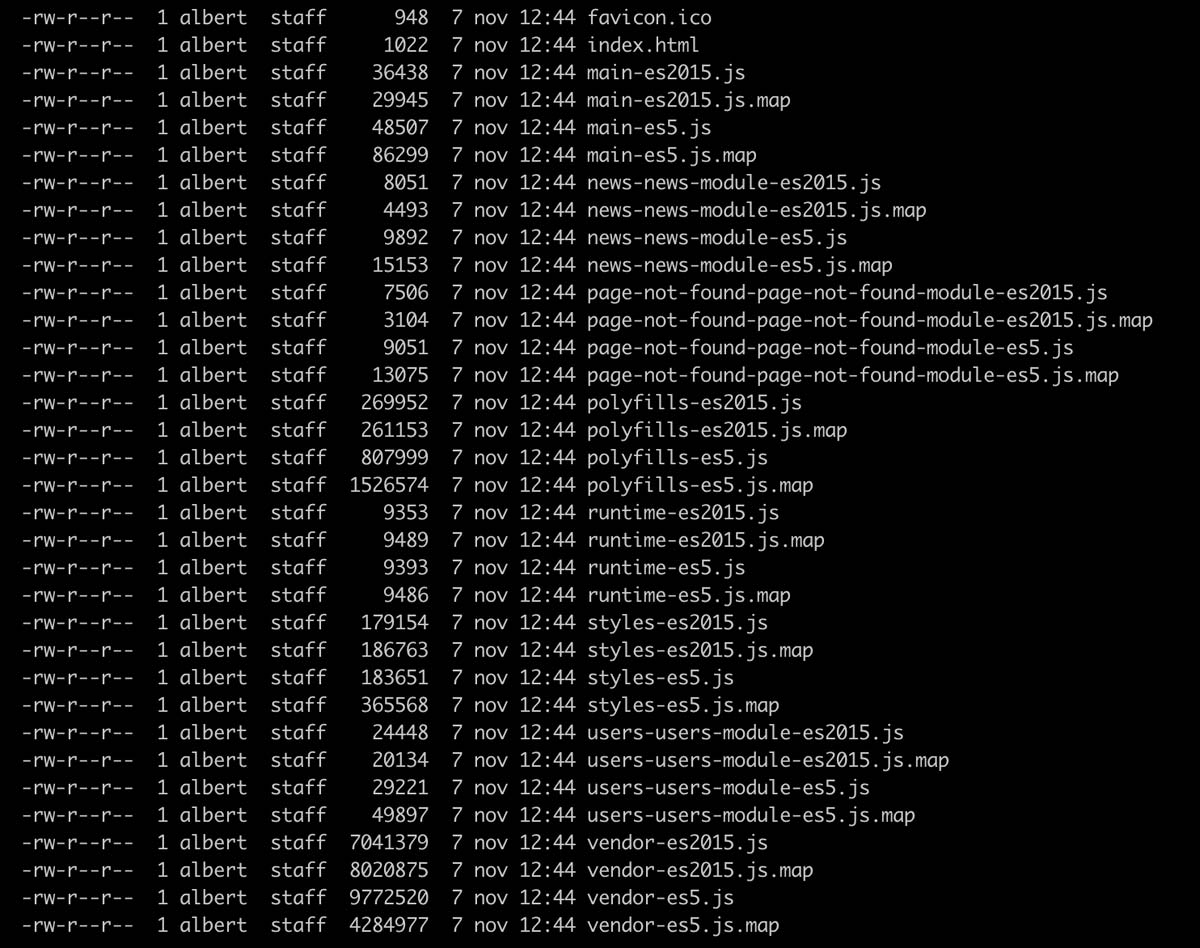 -rw-r--r--  1 albert  staff      948  7 nov 12:44 favicon.ico
-rw-r--r--  1 albert  staff     1022  7 nov 12:44 index.html
-rw-r--r--  1 albert  staff    36438  7 nov 12:44 main-es2015.js
-rw-r--r--  1 albert  staff    29945  7 nov 12:44 main-es2015.js.map
-rw-r--r--  1 albert  staff    48507  7 nov 12:44 main-es5.js
-rw-r--r--  1 albert  staff    86299  7 nov 12:44 main-es5.js.map
-rw-r--r--  1 albert  staff     8051  7 nov 12:44 news-news-module-es2015.js
-rw-r--r--  1 albert  staff     4493  7 nov 12:44 news-news-module-es2015.js.map
-rw-r--r--  1 albert  staff     9892  7 nov 12:44 news-news-module-es5.js
-rw-r--r--  1 albert  staff    15153  7 nov 12:44 news-news-module-es5.js.map
-rw-r--r--  1 albert  staff     7506  7 nov 12:44 page-not-found-page-not-found-module-es2015.js
-rw-r--r--  1 albert  staff     3104  7 nov 12:44 page-not-found-page-not-found-module-es2015.js.map
-rw-r--r--  1 albert  staff     9051  7 nov 12:44 page-not-found-page-not-found-module-es5.js
-rw-r--r--  1 albert  staff    13075  7 nov 12:44 page-not-found-page-not-found-module-es5.js.map
-rw-r--r--  1 albert  staff   269952  7 nov 12:44 polyfills-es2015.js
-rw-r--r--  1 albert  staff   261153  7 nov 12:44 polyfills-es2015.js.map
-rw-r--r--  1 albert  staff   807999  7 nov 12:44 polyfills-es5.js
-rw-r--r--  1 albert  staff  1526574  7 nov 12:44 polyfills-es5.js.map
-rw-r--r--  1 albert  staff     9353  7 nov 12:44 runtime-es2015.js
-rw-r--r--  1 albert  staff     9489  7 nov 12:44 runtime-es2015.js.map
-rw-r--r--  1 albert  staff     9393  7 nov 12:44 runtime-es5.js
-rw-r--r--  1 albert  staff     9486  7 nov 12:44 runtime-es5.js.map
-rw-r--r--  1 albert  staff   179154  7 nov 12:44 styles-es2015.js
-rw-r--r--  1 albert  staff   186763  7 nov 12:44 styles-es2015.js.map
-rw-r--r--  1 albert  staff   183651  7 nov 12:44 styles-es5.js
-rw-r--r--  1 albert  staff   365568  7 nov 12:44 styles-es5.js.map
-rw-r--r--  1 albert  staff    24448  7 nov 12:44 users-users-module-es2015.js
-rw-r--r--  1 albert  staff    20134  7 nov 12:44 users-users-module-es2015.js.map
-rw-r--r--  1 albert  staff    29221  7 nov 12:44 users-users-module-es5.js
-rw-r--r--  1 albert  staff    49897  7 nov 12:44 users-users-module-es5.js.map
-rw-r--r--  1 albert  staff  7041379  7 nov 12:44 vendor-es2015.js
-rw-r--r--  1 albert  staff  8020875  7 nov 12:44 vendor-es2015.js.map
-rw-r--r--  1 albert  staff  9772520  7 nov 12:44 vendor-es5.js
-rw-r--r--  1 albert  staff  4284977  7 nov 12:44 vendor-es5.js.map